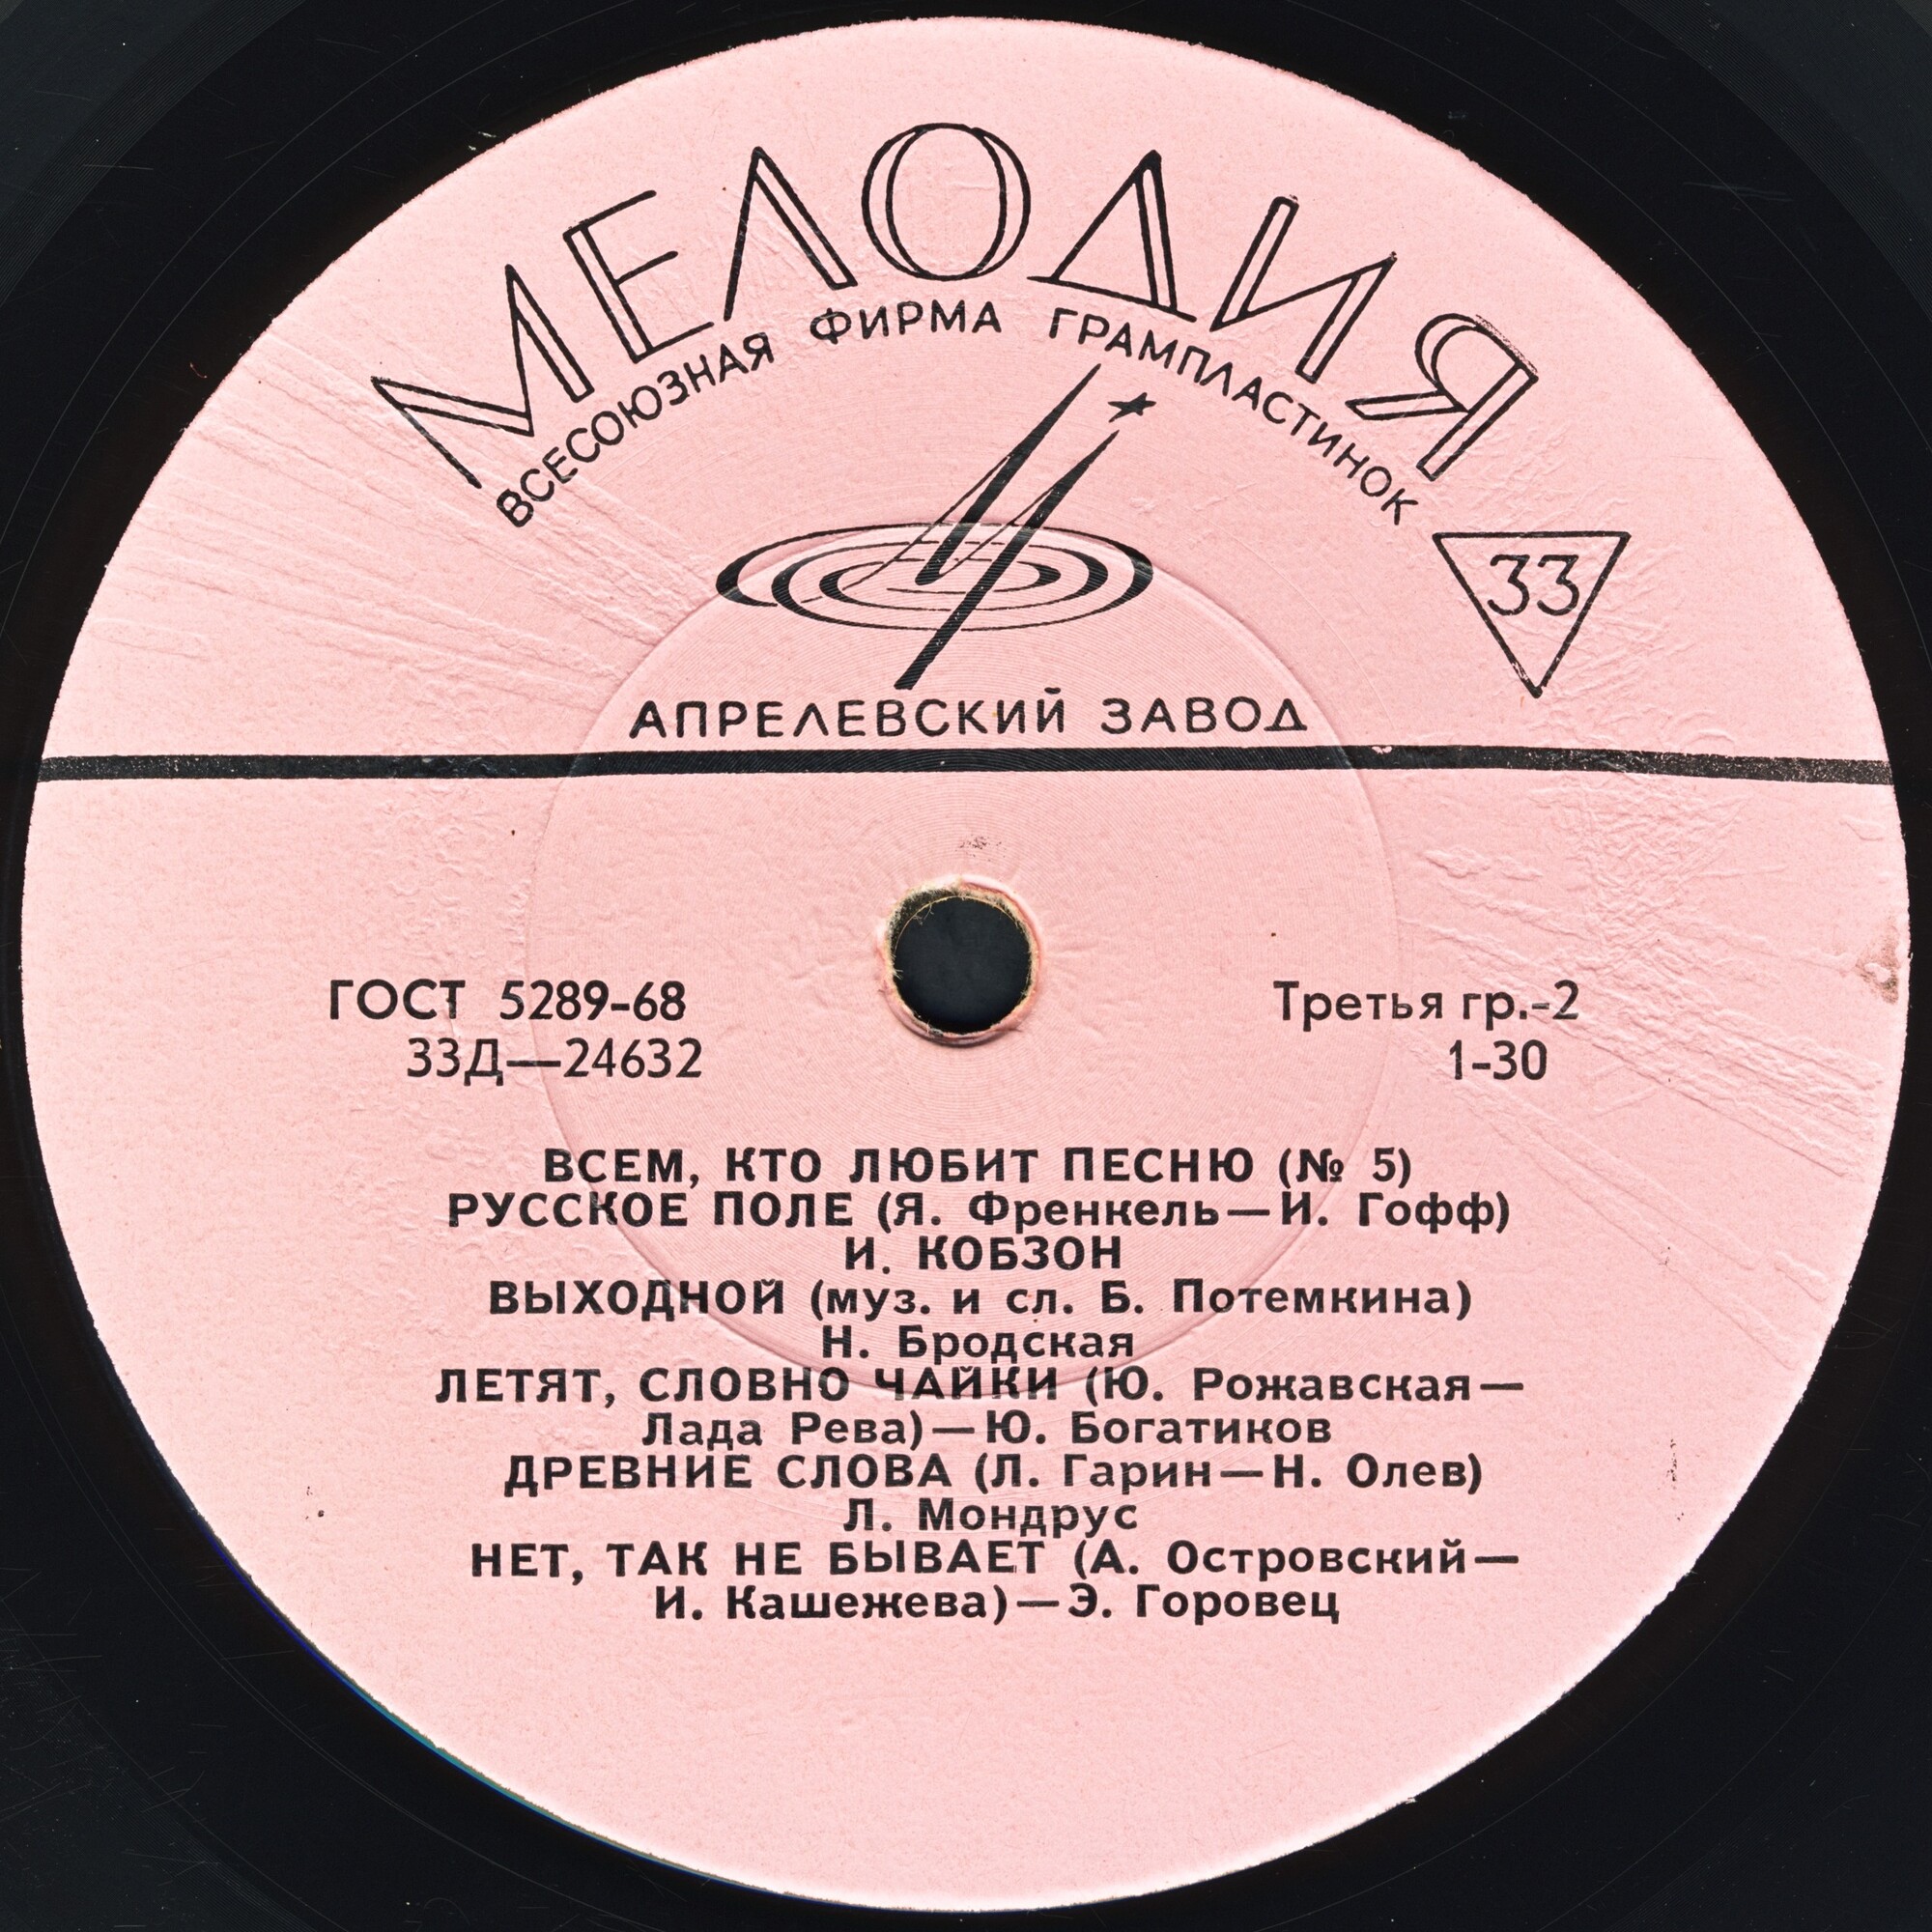 МЕЛОДИЯ
ВСЕСОЮЗНАЯ ФИРМА ГРАМПЛАСТИНОК
33
АПРЕЛЕВСКИЙ ЗАВОД
ГОСТ 5289-68
Третья гр.-2
33Д—24632
1-30
ВСЕМ, КТО ЛЮБИТ ПЕСНЮ (№ 5)
РУССКОЕ ПОЛЕ (Я. Френкель—И. Гофф)
И. КОБЗОН
ВЫХОДНОЙ (муз. и сл. Б. Потемкина)
Н. Бродская
ЛЕТЯТ, СЛОВНО ЧАЙКИ (Ю. Рожавская—
Лада Рева)—Ю. Богатиков
ДРЕВНИЕ СЛОВА (Л. Гарин—Н. Олев)
Л. Мондрус
НЕТ, ТАК НЕ БЫВАЕТ (А. Островский—
И. Кашежева)—Э. Горовец